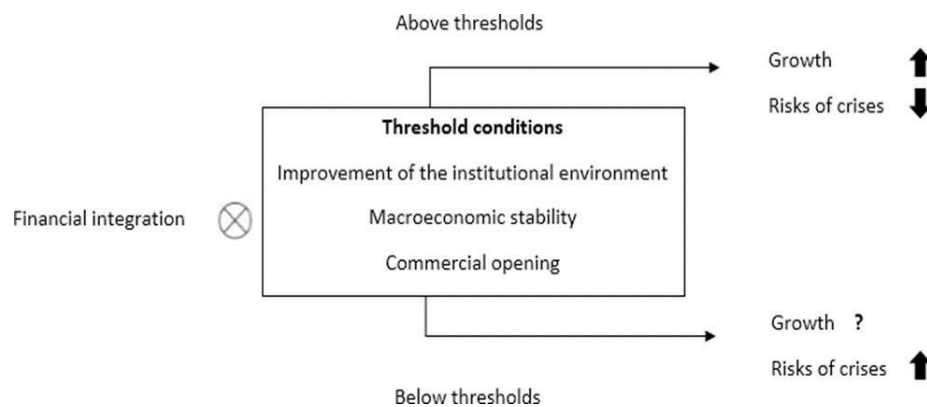 Above thresholds
Growth
Risks of crises
Threshold conditions
Improvement of the institutional environment
Macroeconomic stability
Commercial opening
Financial integration
Growth ?
Risks of crises
Below thresholds